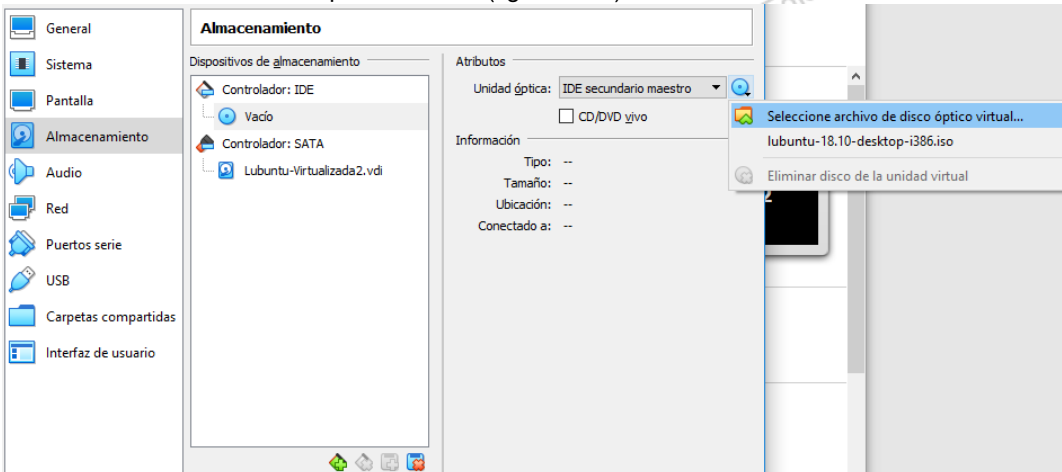 General
Sistema
Pantalla
Almacenamiento
Audio
Red
Puertos serie
USB
Carpetas compartidas
Interfaz de usuario
Almacenamiento
Dispositivos de almacenamiento
Controlador: IDE
Vacío
Controlador: SATA
Lubuntu-Virtualizada2.vdi
Atributos
Unidad óptica: IDE secundario maestro
CD/DVD vivo
Información
Tipo: --
Tamaño: --
Ubicación: --
Conectado a: --
Seleccione archivo de disco óptico virtual...
lubuntu-18.10-desktop-i386.iso
Eliminar disco de la unidad virtual
2